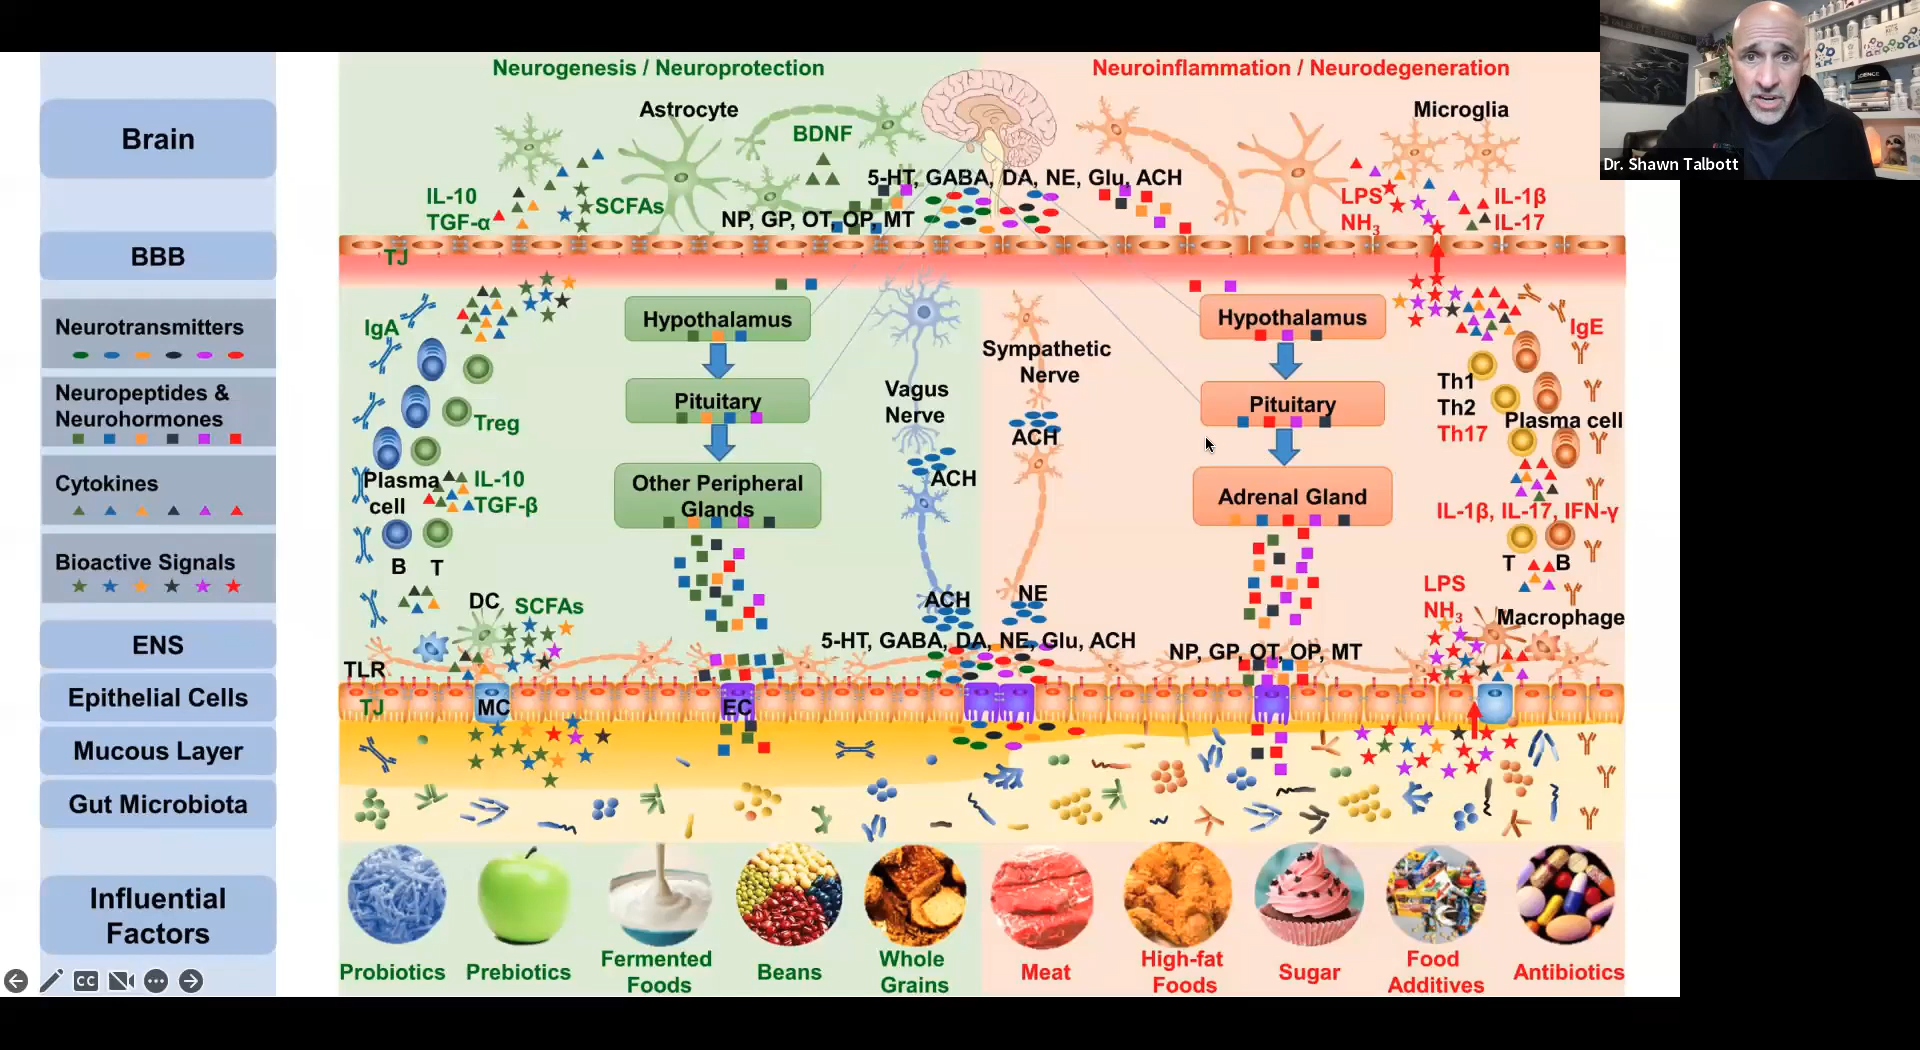 Neurogenesis / Neuroprotection
Neuroinflammation / Neurodegeneration
Dr. Shawn Talbott
Brain
BBB
Neurotransmitters
Neuropeptides &
Neurohormones
Cytokines
Bioactive Signals
ENS
Epithelial Cells
Mucous Layer
Gut Microbiota
Influential
Factors
Astrocyte
BDNF
Microglia
5-HT, GABA, DA, NE, Glu, ACH
IL-10
TGF-α
SCFAs
NP, GP, OT, OP, MT
LPS
NH₃
IL-1β
IL-17
TJ
IgA
Hypothalamus
Pituitary
Other Peripheral
Glands
Treg
Plasma
cell
IL-10
TGF-β
B
T
Vagus
Nerve
ACH
Sympathetic
Nerve
ACH
Hypothalamus
Pituitary
Adrenal Gland
IgE
Th1
Th2
Th17
Plasma cell
IL-1β, IL-17, IFN-γ
T
B
DC
SCFAs
ACH
NE
5-HT, GABA, DA, NE, Glu, ACH
NP, GP, OT, OP, MT
LPS
NH₃
Macrophage
TLR
TJ
MC
EC
Probiotics
Prebiotics
Fermented
Foods
Beans
Whole
Grains
Meat
High-fat
Foods
Sugar
Food
Additives
Antibiotics
CC